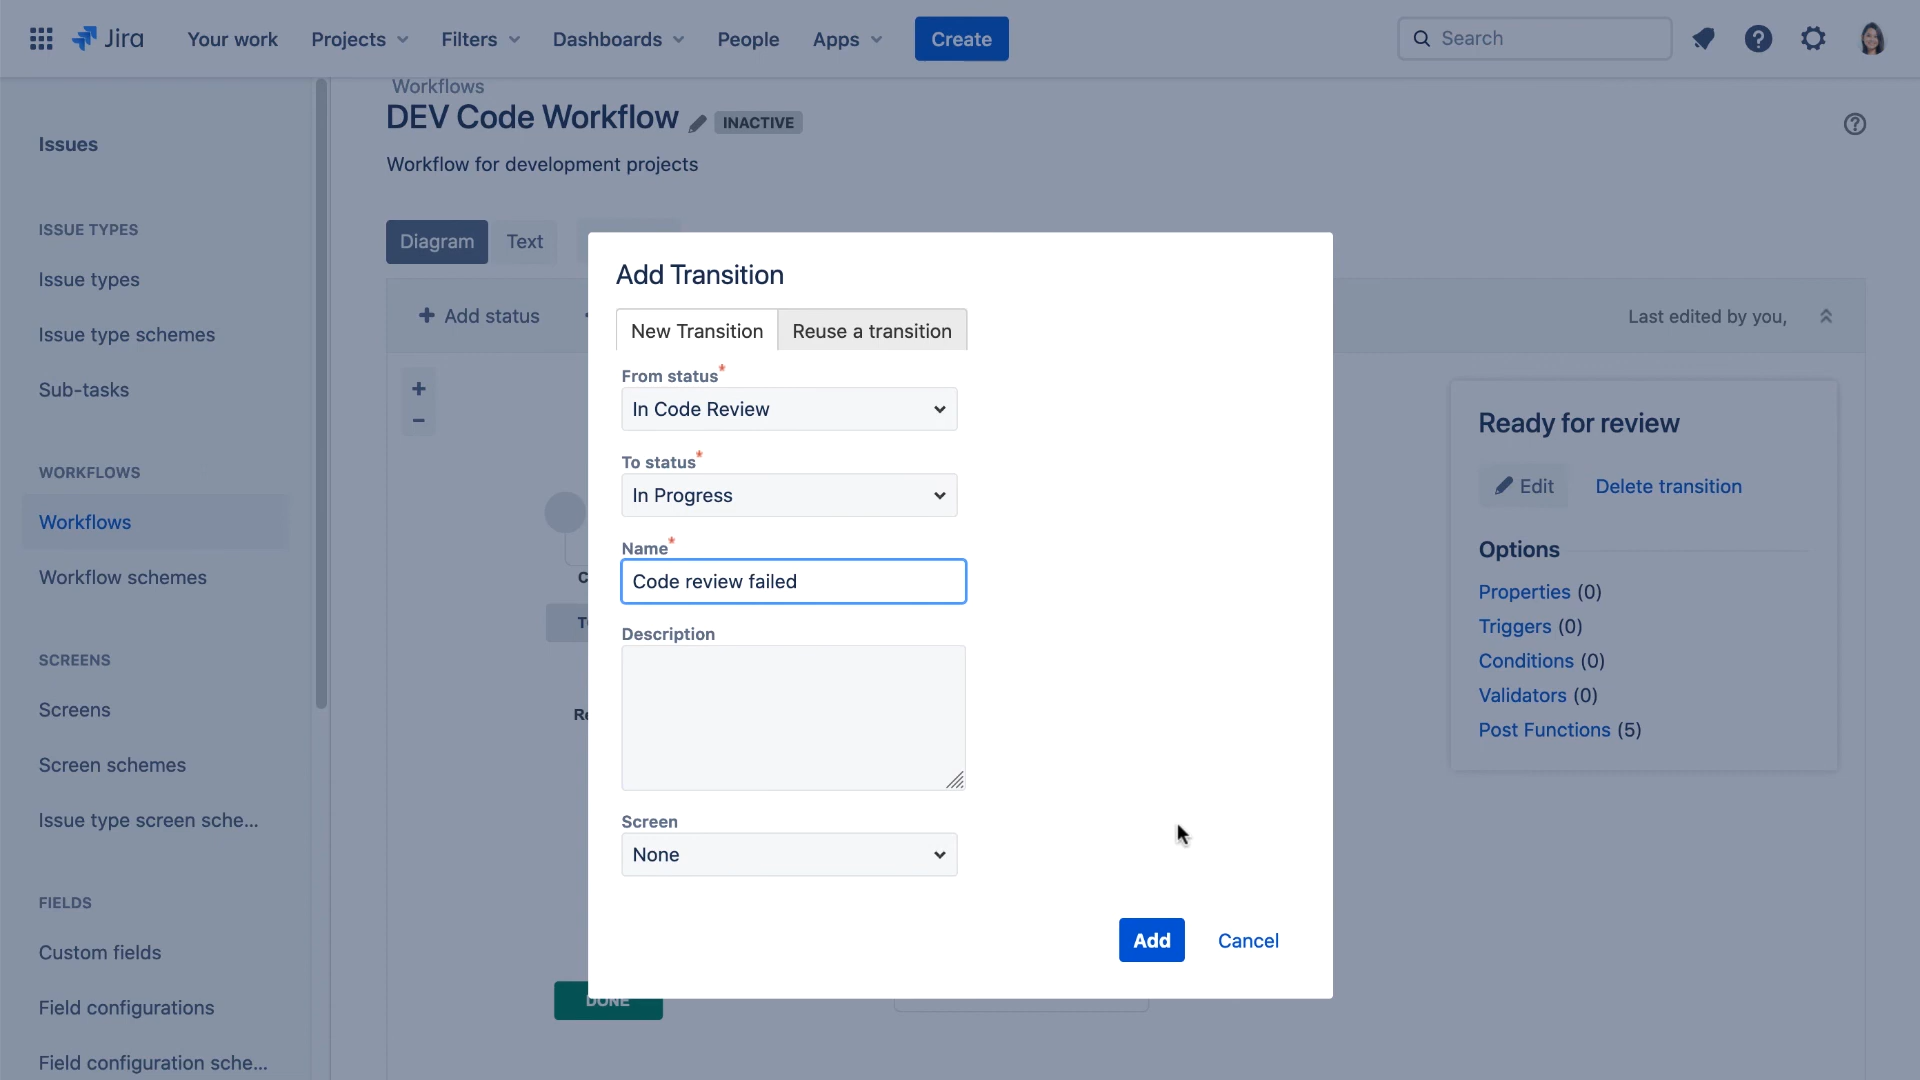 Jira
Your work
Projects
Filters
Dashboards
People
Apps
Create
Search
Issues
ISSUE TYPES
Issue types
Issue type schemes
Sub-tasks
WORKFLOWS
Workflows
Workflow schemes
SCREENS
Screens
Screen schemes
Issue type screen sche...
FIELDS
Custom fields
Field configurations
Field configuration sche...
Workflows
DEV Code Workflow
INACTIVE
Workflow for development projects
Diagram
Text
+ Add status
Last edited by you,
+
−
DONE
Add Transition
New Transition
Reuse a transition
From status*
In Code Review
To status*
In Progress
Name*
Code review failed
Description
Screen
None
Add
Cancel
Ready for review
Edit
Delete transition
Options
Properties (0)
Triggers (0)
Conditions (0)
Validators (0)
Post Functions (5)